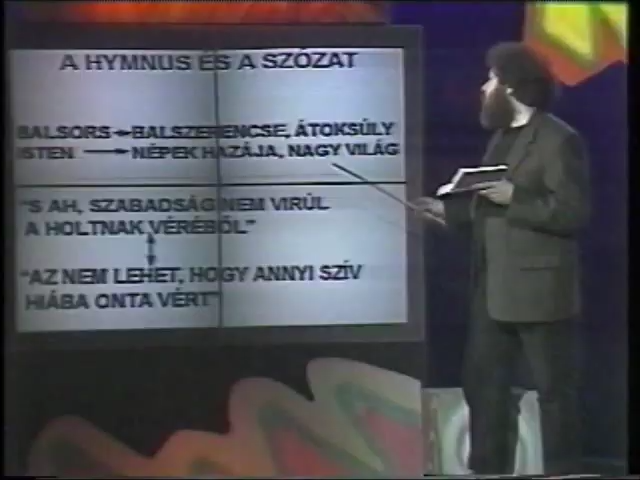 A HYMNUS ÉS A SZÓZAT
BALSORS BALSZERENCSE, ÁTOKSÚLY
ISTEN NÉPEK HAZÁJA, NAGY VILÁG
"S AH, SZABADSÁG NEM VIRÚL
A HOLTNAK VÉRÉBŐL"
"AZ NEM LEHET, HOGY ANNYI SZÍV
HIÁBA ONTA VÉRT"